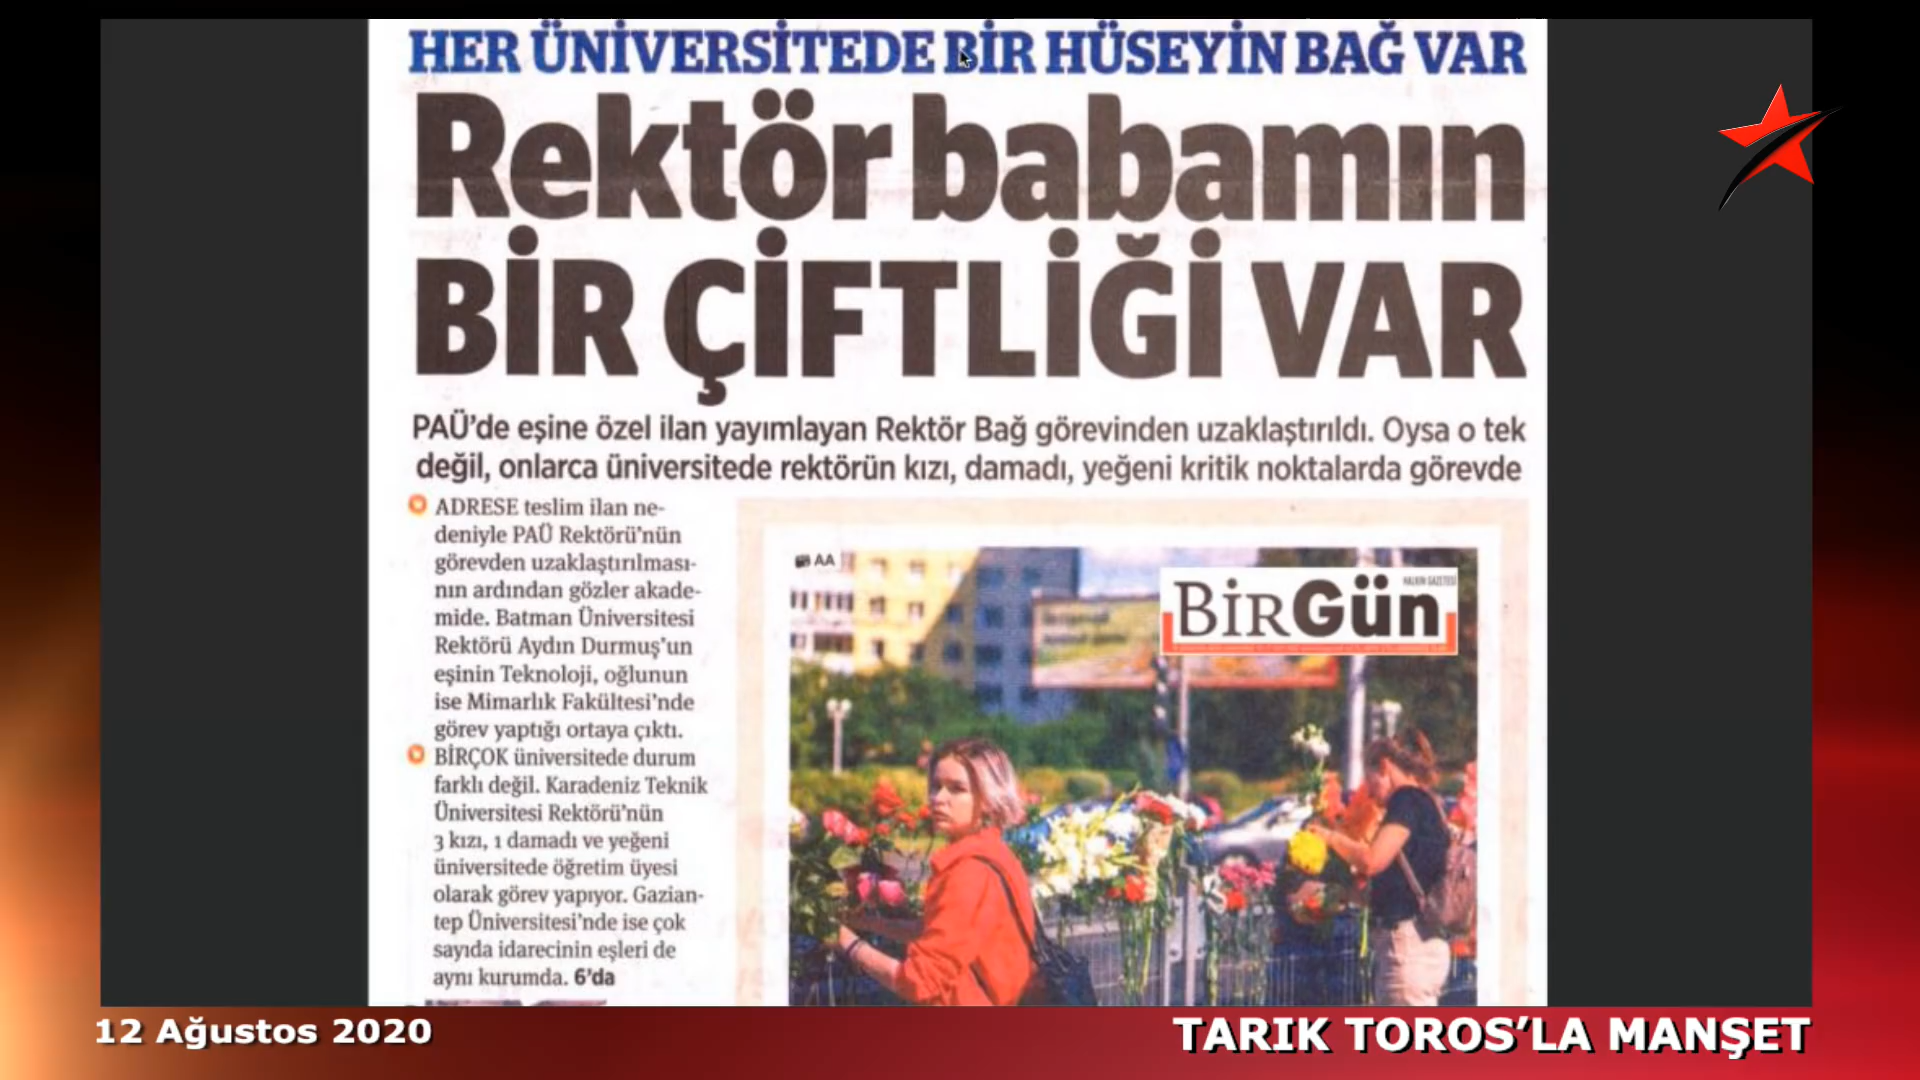 HER ÜNİVERSİTEDE BİR HÜSEYİN BAĞ VAR
Rektör babamın
BİR ÇİFTLİĞİ VAR
PAÜ'de eşine özel ilan yayımlayan Rektör Bağ görevinden uzaklaştırıldı. Oysa o tek
değil, onlarca üniversitede rektörün kızı, damadı, yeğeni kritik noktalarda görevde
ADRESE teslim ilan ne-
deniyle PAÜ Rektörü'nün
görevden uzaklaştırılması-
nın ardından gözler akade-
mide. Batman Üniversitesi
Rektörü Aydın Durmuş'un
eşinin Teknoloji, oğlunun
ise Mimarlık Fakültesi'nde
görev yaptığı ortaya çıktı.
BİRÇOK üniversitede durum
farklı değil. Karadeniz Teknik
Üniversitesi Rektörü'nün
3 kızı, 1 damadı ve yeğeni
üniversitede öğretim üyesi
olarak görev yapıyor. Gazian-
tep Üniversitesi'nde ise çok
sayıda idarecinin eşleri de
aynı kurumda. 6'da
AA
HALKIN GAZETESİ
BİRGün
12 Ağustos 2020
TARIK TOROS'LA MANŞET